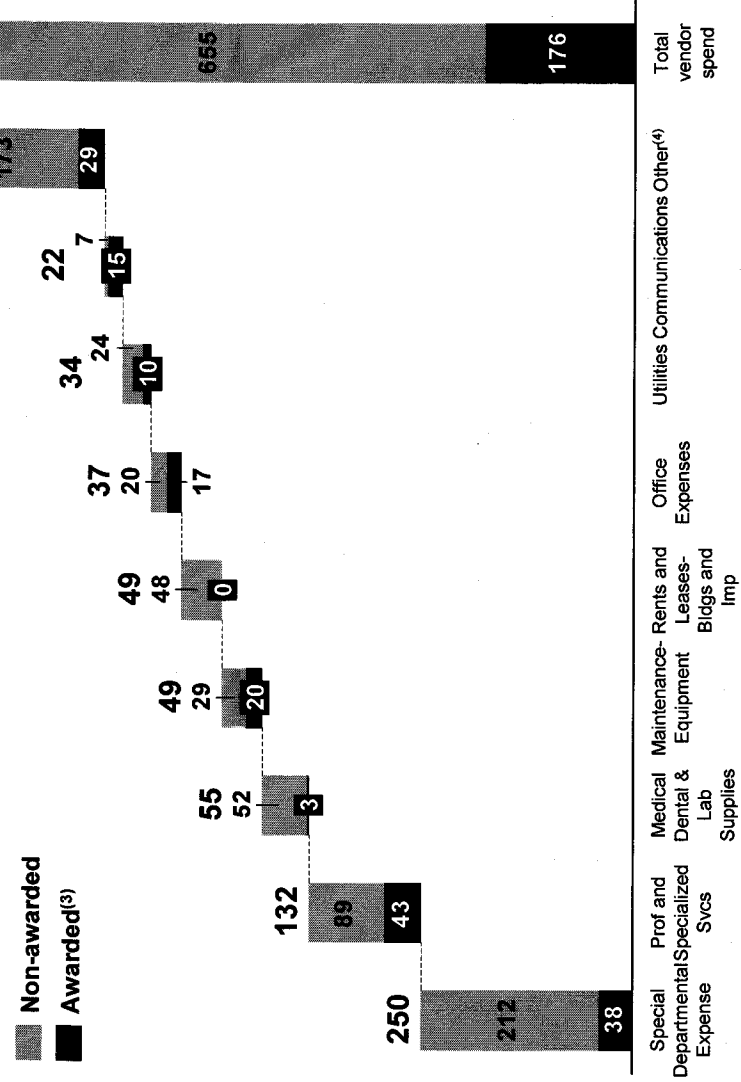 Non-awarded
Awarded(3)
250
212
38
132
89
43
55
52
3
49
29
20
49
48
0
37
20
17
34
24
10
22
7
15
173
29
655
176
Special
Departmental
Expense
Prof and
Specialized
Svcs
Medical
Dental &
Lab
Supplies
Maintenance-
Equipment
Rents and
Leases-
Bldgs and
Imp
Office
Expenses
Utilities
Communications
Other(4)
Total
vendor
spend